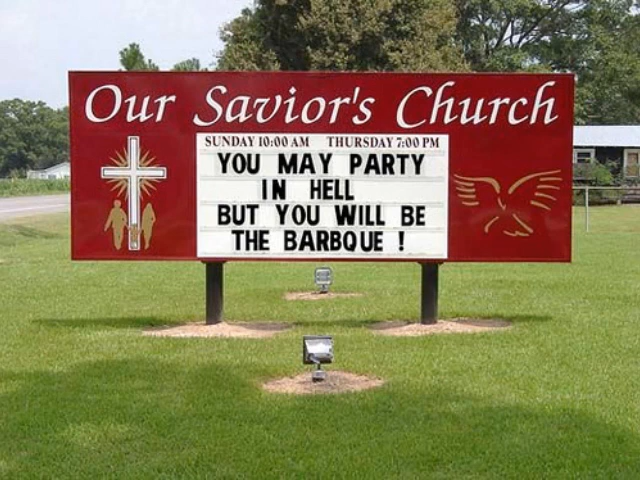 Our Savior's Church
SUNDAY 10:00 AM THURSDAY 7:00 PM
YOU MAY PARTY
IN HELL
BUT YOU WILL BE
THE BARBQUE !